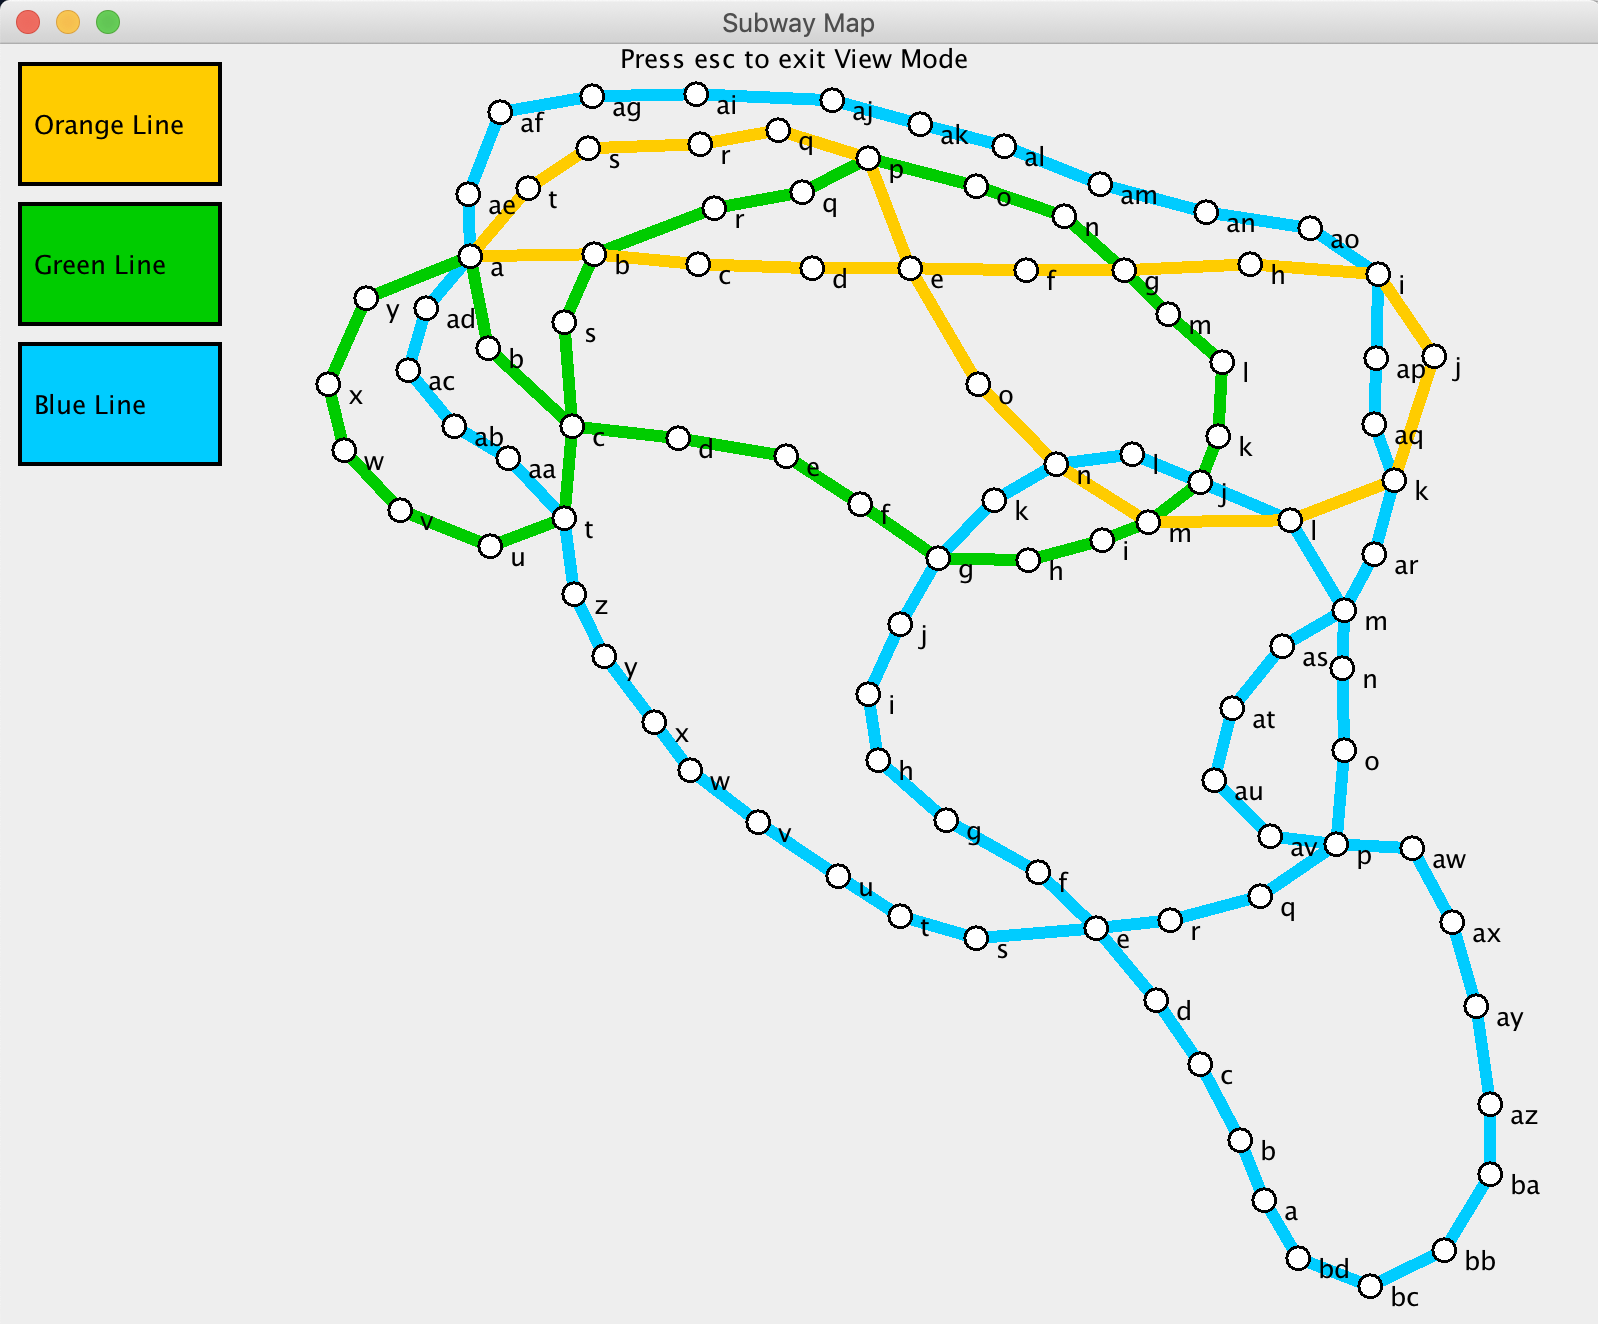 Subway Map
Press esc to exit View Mode
Orange Line
Green Line
Blue Line
af
ag
ai
aj
ak
al
am
an
ao
ae
t
s
r
q
p
o
n
r
q
a
b
c
d
e
f
g
h
i
y
ad
b
s
m
l
ap
j
x
ac
o
aq
w
ab
aa
c
d
e
f
k
n
l
j
k
k
v
u
t
g
h
i
m
l
ar
z
j
m
as
n
y
i
at
x
h
o
w
au
v
g
av
p
aw
u
f
q
t
s
e
r
ax
d
ay
c
az
b
ba
a
bb
bd
bc